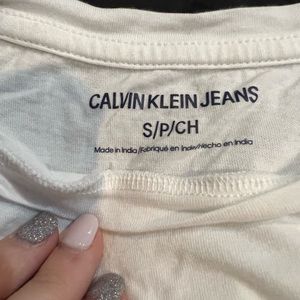 CALVIN KLEIN JEANS
S/P/CH
Made in India/Fabriqué en Inde/Hecho en India